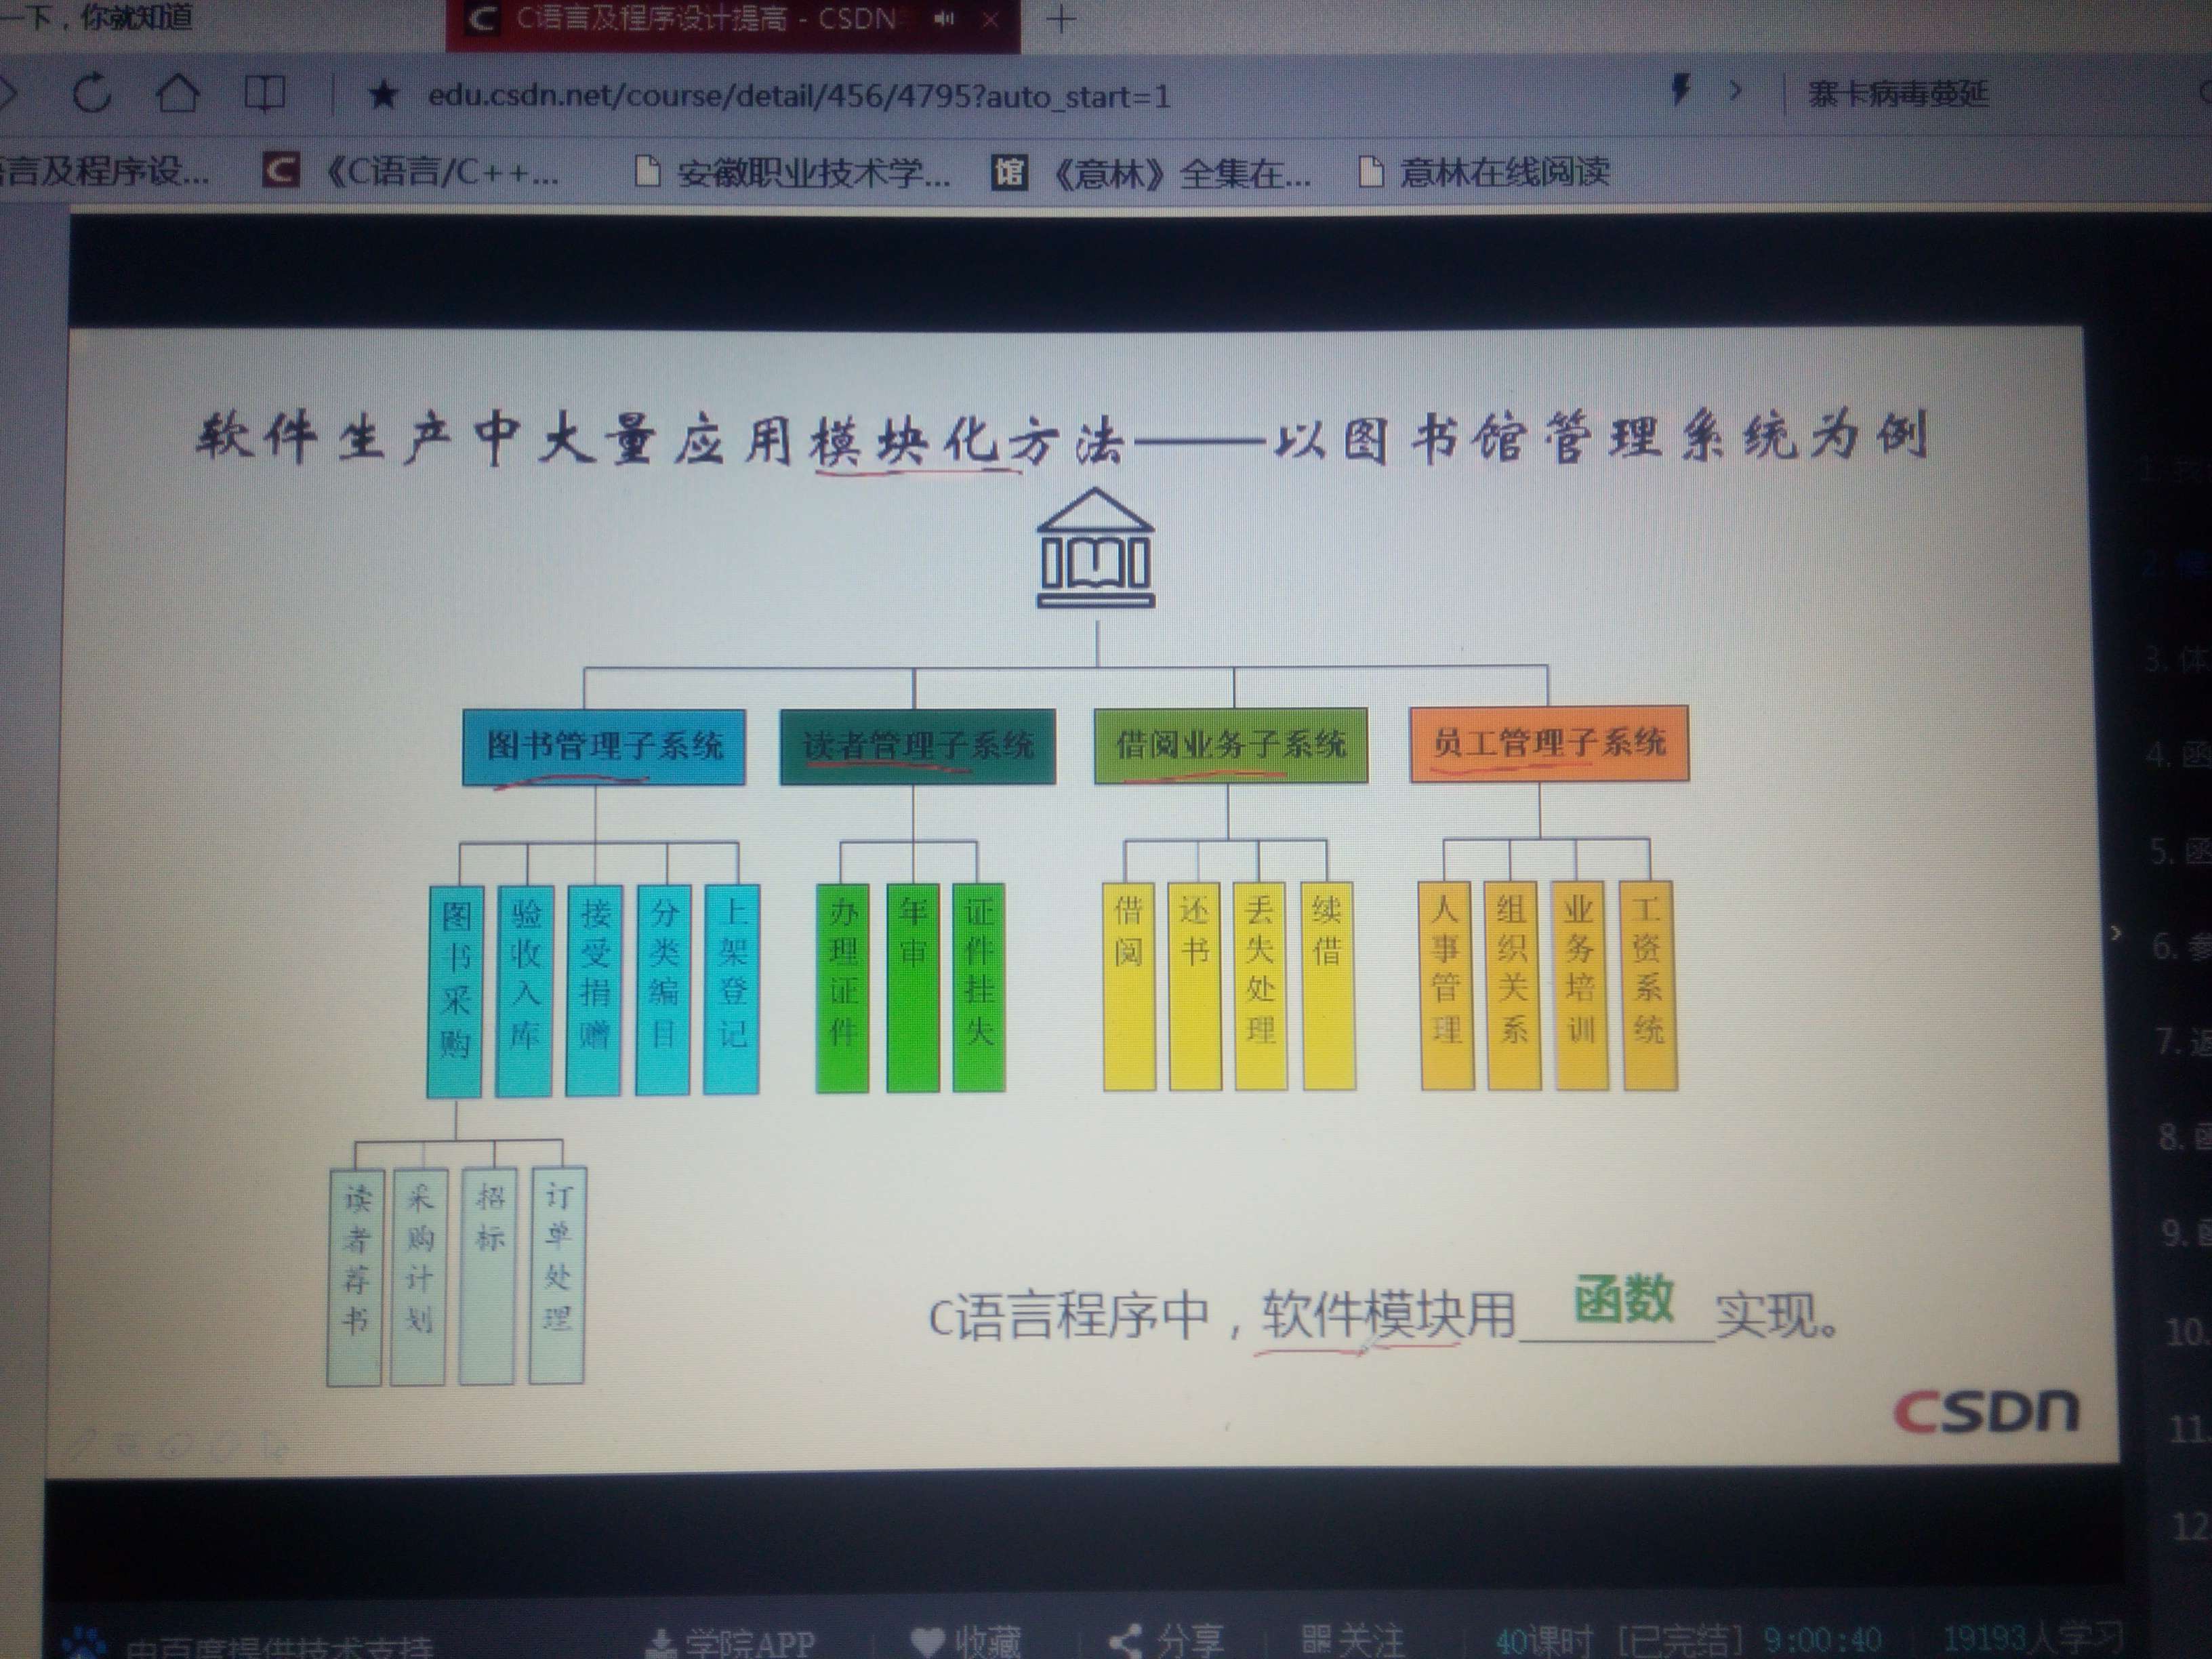 一下，你就知道
C语言及程序设计提高 - CSDN
edu.csdn.net/course/detail/456/4795?auto_start=1
寨卡病毒蔓延
言及程序设...
《C语言/C++...
安徽职业技术学...
馆
《意林》全集在...
意林在线阅读
软件生产中大量应用模块化方法——以图书馆管理系统为例
图书管理子系统
读者管理子系统
借阅业务子系统
员工管理子系统
图书采购
验收入库
接受捐赠
分类编目
上架登记
办理证件
年审
证件挂失
借阅
还书
丢失处理
续借
人事管理
组织关系
业务培训
工资系统
读者荐书
采购计划
招标
订单处理
C语言程序中，软件模块用函数实现。
CSDN
3. 体
4. 函
5. 函
6. 参
7. 返
8. 函
9. 函
10.
11.
12
由百度提供技术支持
学院APP
收藏
分享
关注
40课时 [已完结] 9:00:40
19193人学习